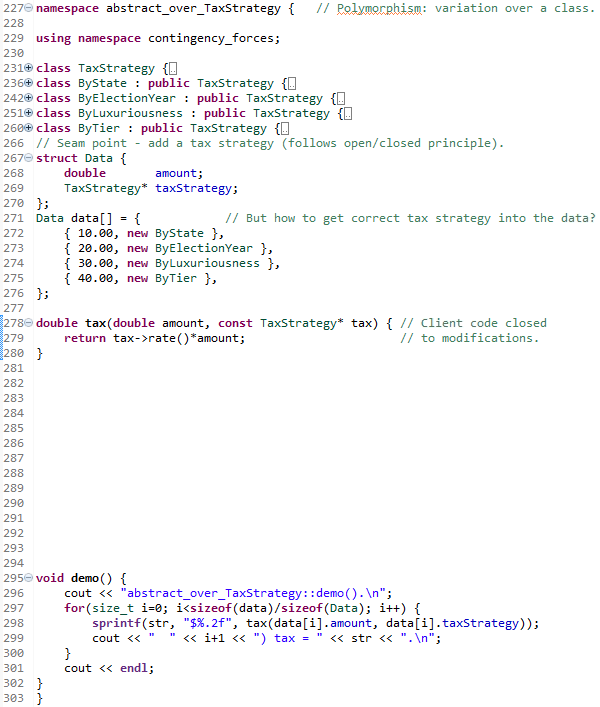 227 namespace abstract_over_TaxStrategy {   // Polymorphism: variation over a class.
228
229 using namespace contingency_forces;
230
231 class TaxStrategy {
236 class ByState : public TaxStrategy {
242 class ByElectionYear : public TaxStrategy {
251 class ByLuxuriousness : public TaxStrategy {
260 class ByTier : public TaxStrategy {
266 // Seam point - add a tax strategy (follows open/closed principle).
267 struct Data {
268     double       amount;
269     TaxStrategy* taxStrategy;
270 };
271 Data data[] = {            // But how to get correct tax strategy into the data?
272     { 10.00, new ByState },
273     { 20.00, new ByElectionYear },
274     { 30.00, new ByLuxuriousness },
275     { 40.00, new ByTier },
276 };
277
278 double tax(double amount, const TaxStrategy* tax) { // Client code closed
279     return tax->rate()*amount;                      // to modifications.
280 }
281
282
283
284
285
286
287
288
289
290
291
292
293
294
295 void demo() {
296     cout << "abstract_over_TaxStrategy::demo().\n";
297     for(size_t i=0; i<sizeof(data)/sizeof(Data); i++) {
298         sprintf(str, "$%.2f", tax(data[i].amount, data[i].taxStrategy));
299         cout << "  " << i+1 << ") tax = " << str << ".\n";
300     }
301     cout << endl;
302 }
303 }